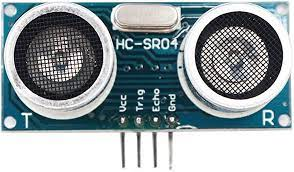 HC-SR04
Vcc
Trig
Echo
Gnd
T
R